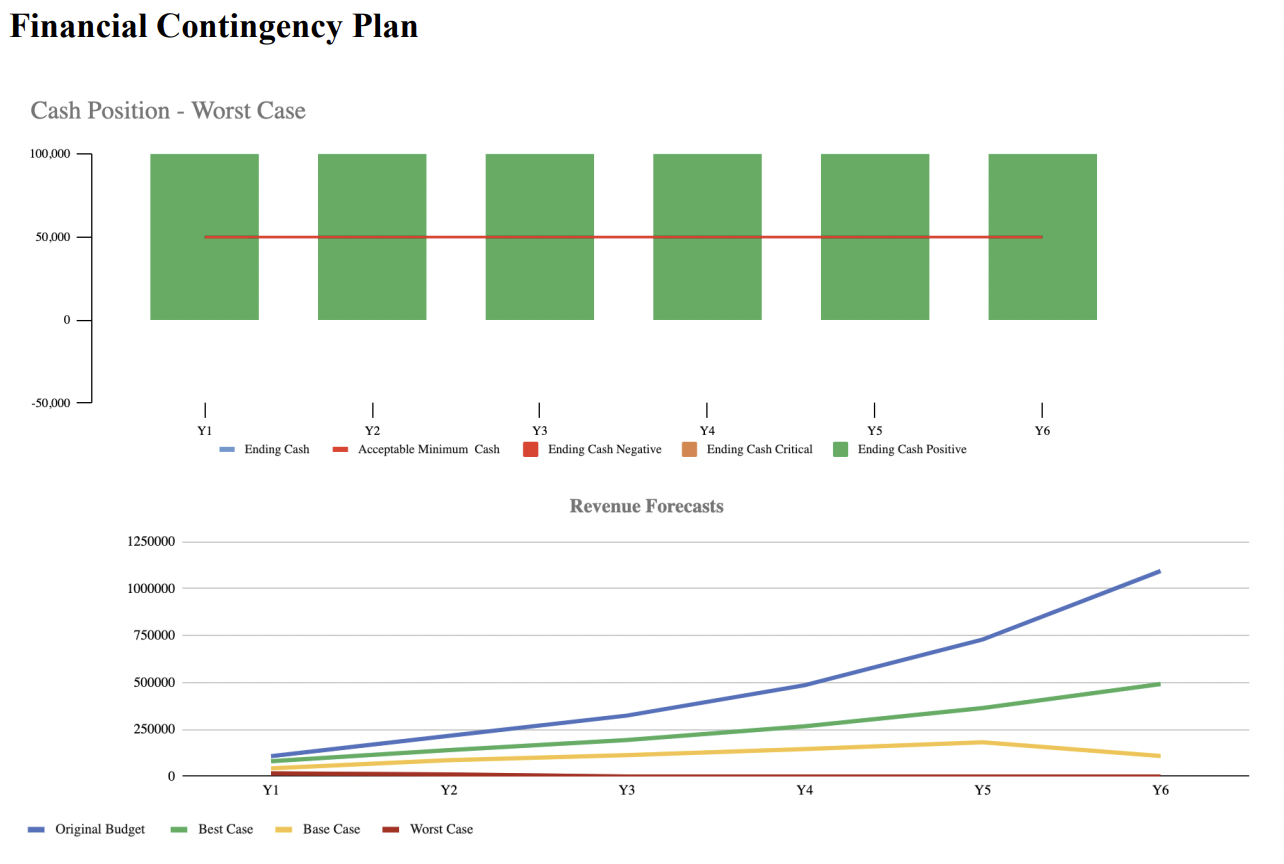 Financial Contingency Plan
Cash Position - Worst Case
100,000
50,000
0
-50,000
Y1 Y2 Y3 Y4 Y5 Y6
Ending Cash Acceptable Minimum  Cash Ending Cash Negative Ending Cash Critical Ending Cash Positive
Revenue Forecasts
1250000
1000000
750000
500000
250000
0
Y1 Y2 Y3 Y4 Y5 Y6
Original Budget Best Case Base Case Worst Case